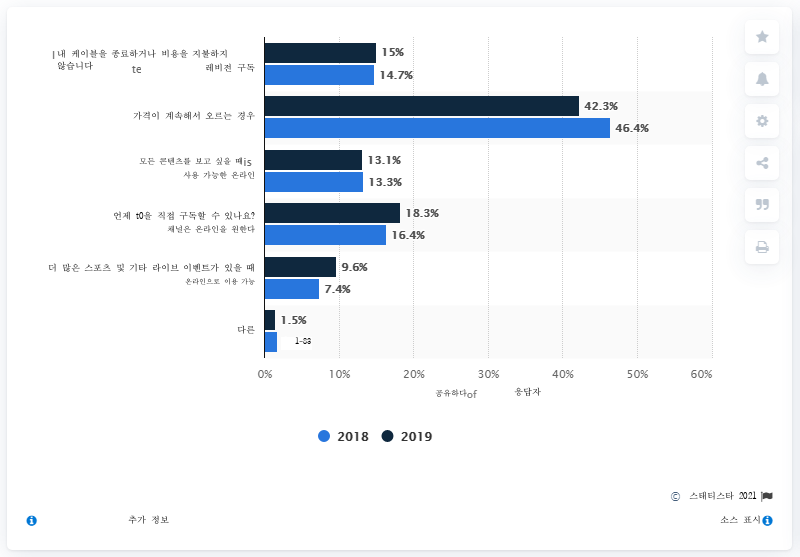 내 케이블을 종료하거나 비용을 지불하지
않습니다 te 레비전 구독
15%
14.7%
가격이 계속해서 오르는 경우
42.3%
46.4%
모든 콘텐츠를 보고 싶을 때is
사용 가능한 온라인
13.1%
13.3%
언제 t0을 직접 구독할 수 있나요?
채널은 온라인을 원한다
18.3%
16.4%
더 많은 스포츠 및 기타 라이브 이벤트가 있을 때
온라인으로 이용 가능
9.6%
7.4%
다른
1.5%
0% 10% 20% 30% 40% 50% 60%
공유하다of 응답자
2018 2019
© 스태티스타 2021
추가 정보 소스 표시